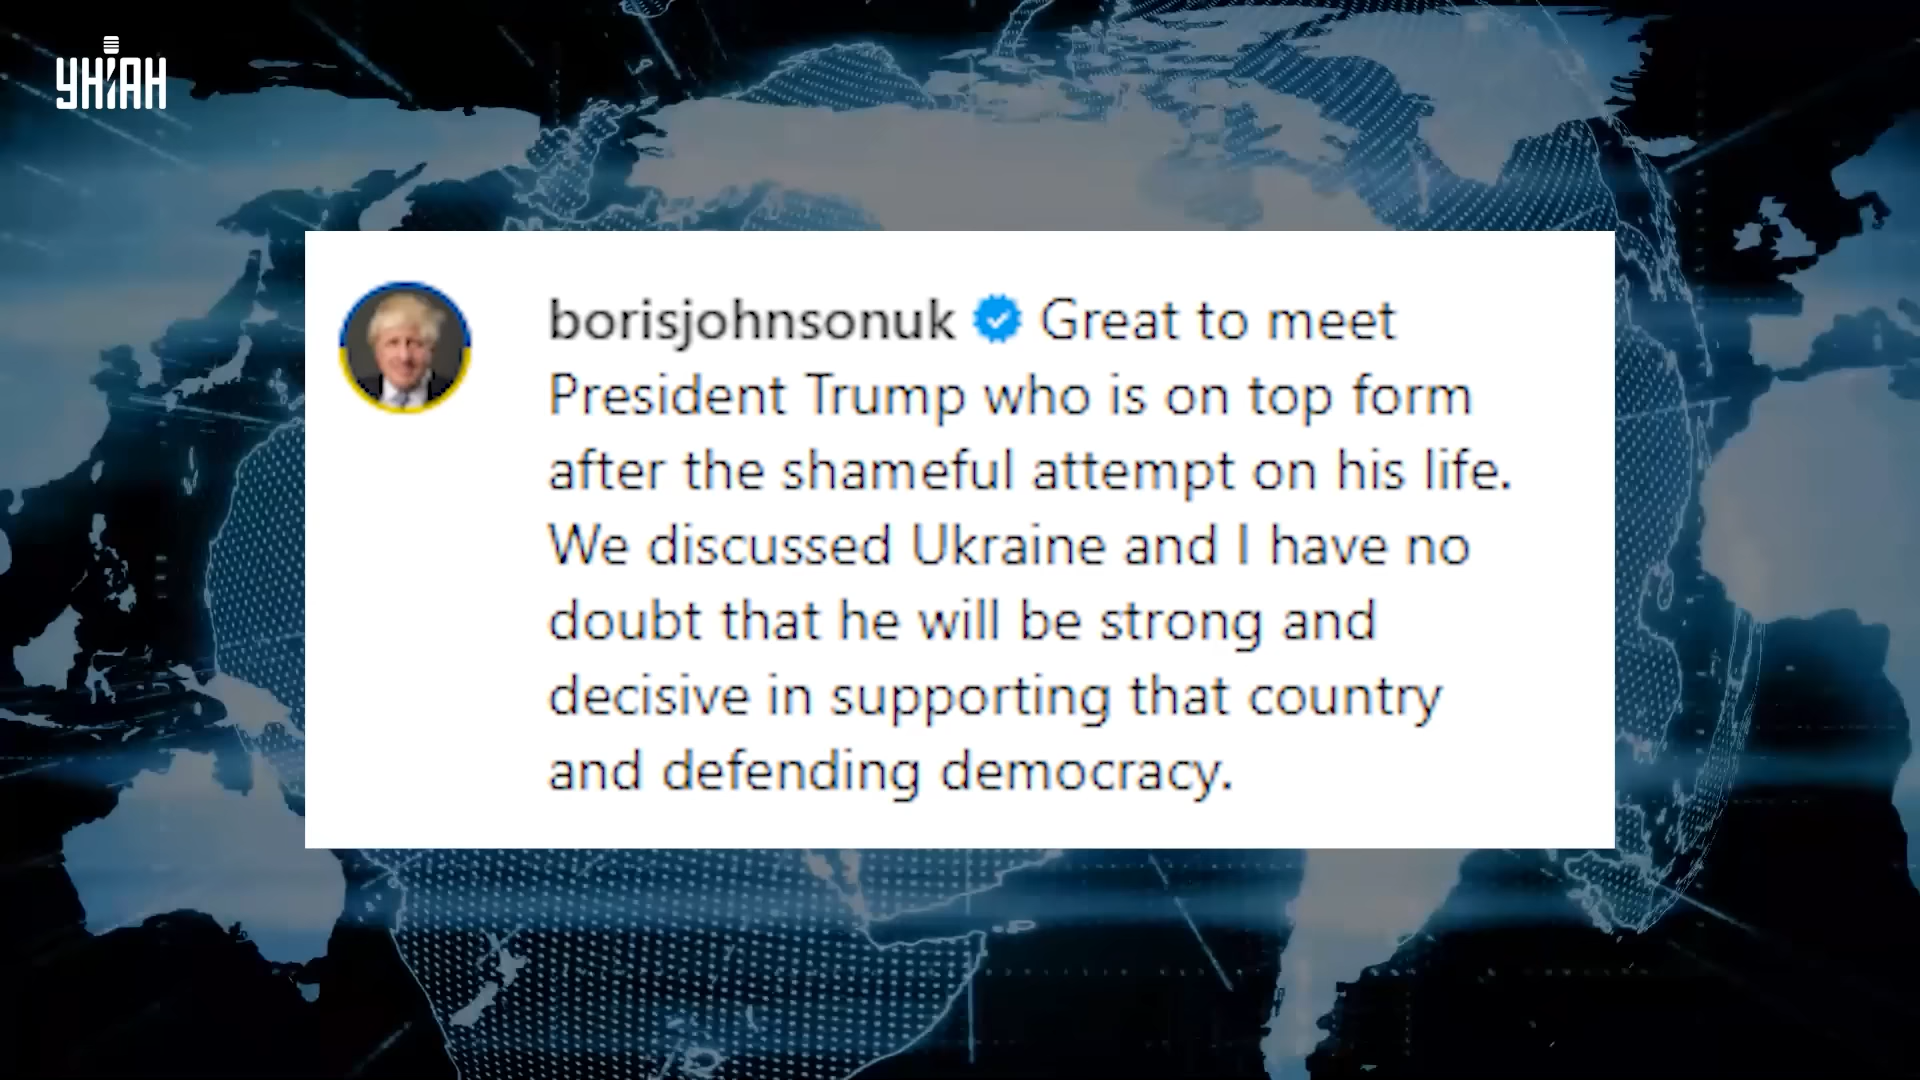 УНІАН
borisjohnsonuk Great to meet
President Trump who is on top form
after the shameful attempt on his life.
We discussed Ukraine and I have no
doubt that he will be strong and
decisive in supporting that country
and defending democracy.